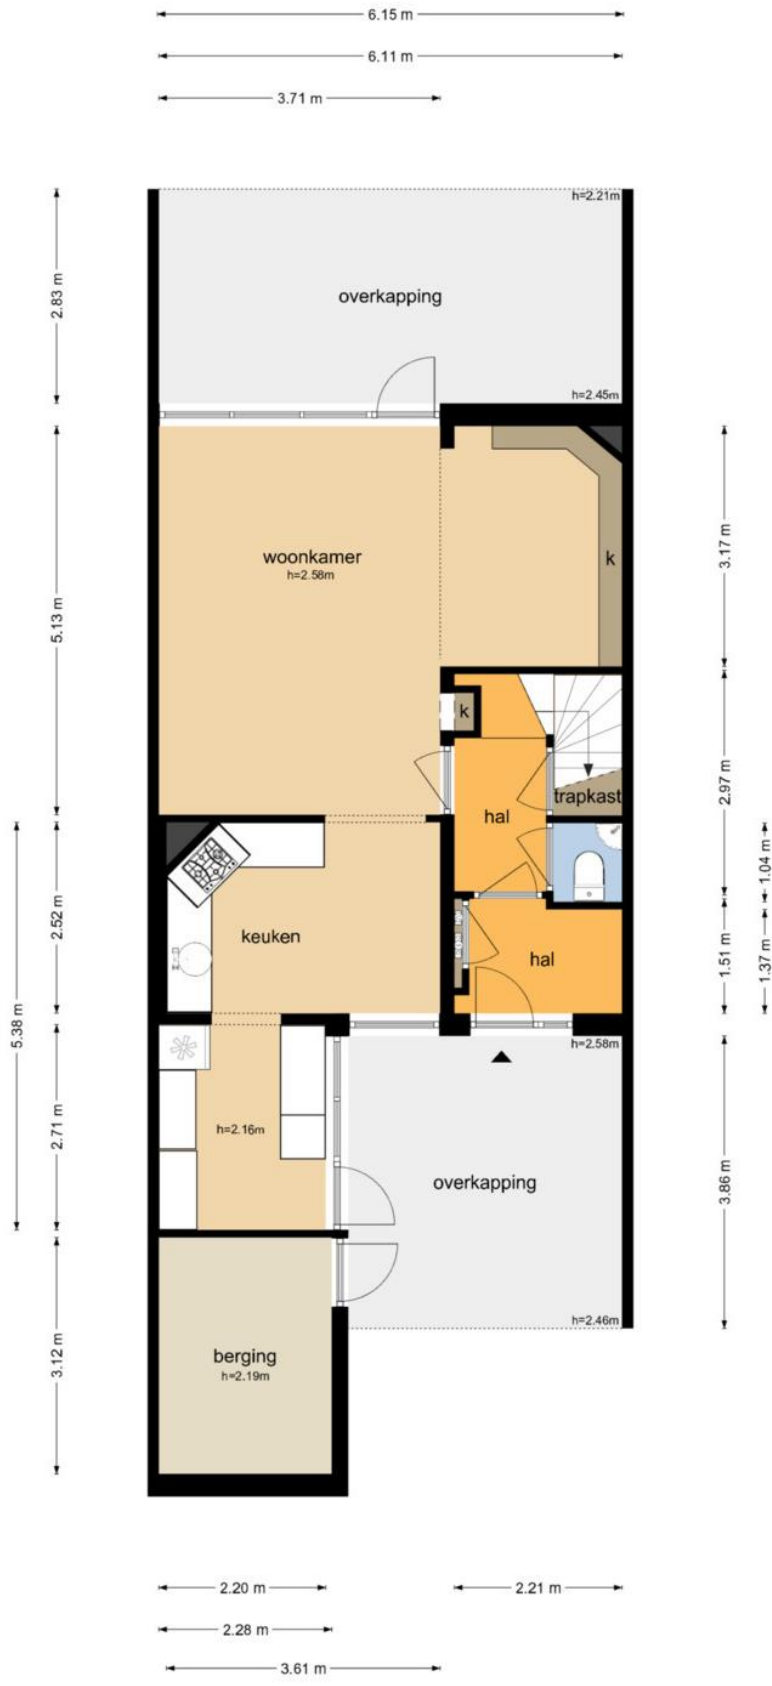 6.15 m
6.11 m
3.71 m
h=2.21m
overkapping
2.83 m
h=2.45m
woonkamer
h=2.58m
k
3.17 m
5.13 m
k
trapkast
hal
2.97 m
1.04 m
keuken
2.52 m
hal
1.51 m
1.37 m
5.38 m
h=2.58m
h=2.16m
2.71 m
overkapping
3.86 m
h=2.46m
berging
h=2.19m
3.12 m
2.20 m
2.21 m
2.28 m
3.61 m